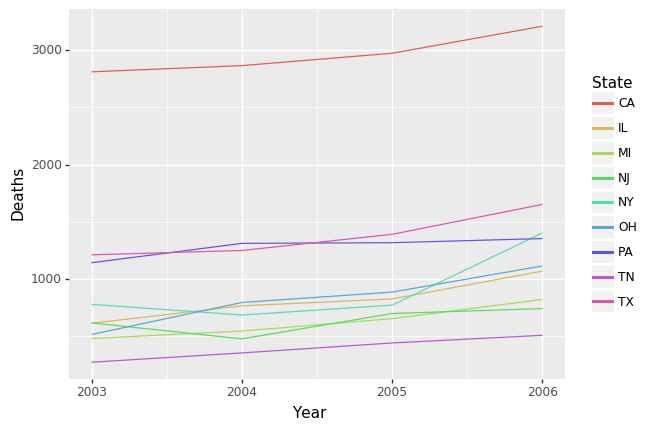 3000
2000
1000
Deaths
2003 2004 2005 2006
Year
State
CA
IL
MI
NJ
NY
OH
PA
TN
TX